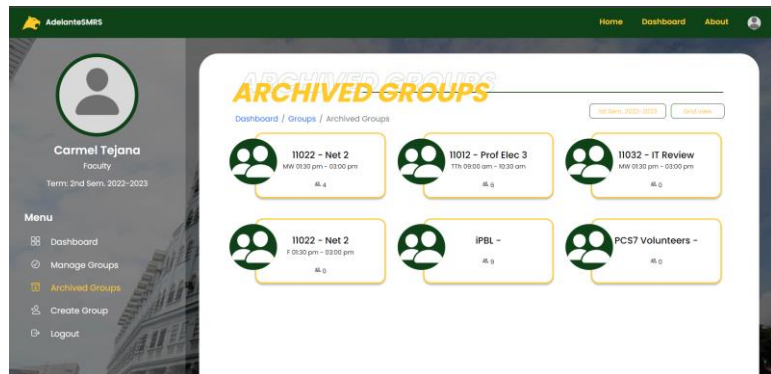 AdelanteSMRS
Home Dashboard About
Carmel Tejana
Faculty
Term: 2nd Sem. 2022-2023
Menu
Dashboard
Manage Groups
Archived Groups
Create Group
Logout
ARCHIVED GROUPS
ARCHIVED GROUPS
Dashboard / Groups / Archived Groups
1st Sem. 2022-2023 Grid View
11022 - Net 2
MW 01:30 pm - 03:00 pm
4
11012 - Prof Elec 3
TTh 09:00 am - 10:30 am
6
11032 - IT Review
MW 01:30 pm - 03:00 pm
0
11022 - Net 2
F 01:30 pm - 03:00 pm
0
iPBL -
9
PCS7 Volunteers -
0